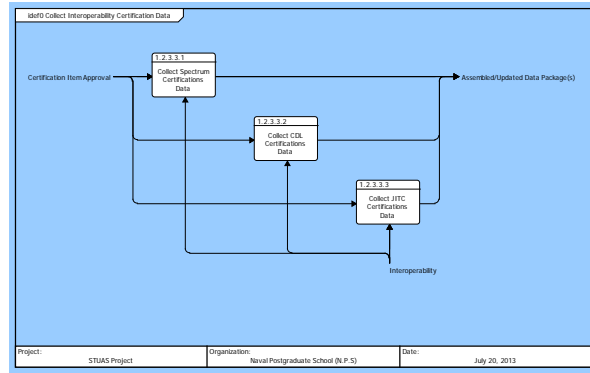 idef0 Collect Interoperability Certification Data
1.2.3.3.1
Certification Item Approval
Collect Spectrum
Certifications
Data
Assembled/Updated Data Package(s)
1.2.3.3.2
Collect CDL
Certifications
Data
1.2.3.3.3
Collect JITC
Certifications
Data
Interoperability
Project:
STUAS Project
Organization:
Naval Postgraduate School (N.P.S)
Date:
July 20, 2013